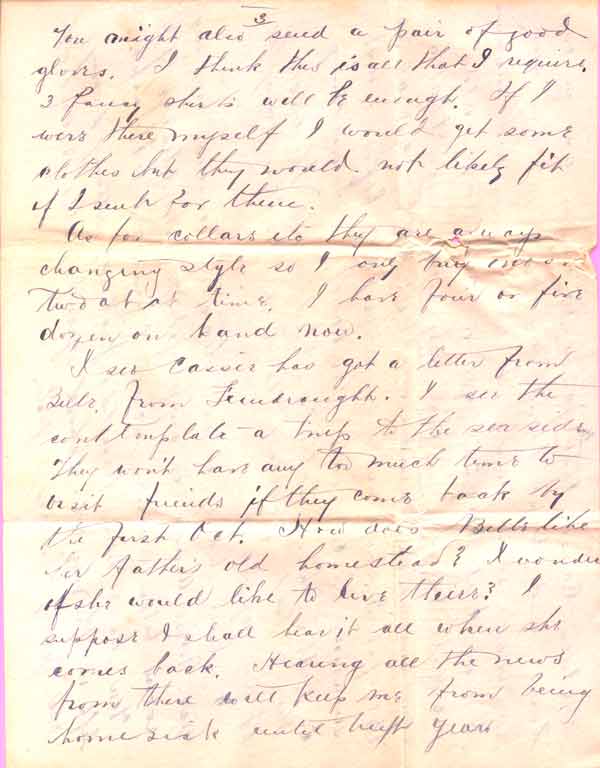 3
You might also send a pair of good
gloves. I think this is all that I require.
3 fancy shirts will be enough. If I
were there myself I would get some
clothes but they would not likely fit
if I sent for them.
As for collars etc they are always
changing style so I only buy one or
two at a time. I have four or five
dozen on hand now.
I see Cassie has got a letter from
Belle, from Frendraught. I see the
contemplate a trip to the sea side
They won't have any too much time to
visit friends if they come back by
the first Oct. How does Belle like
her father's old homestead? I wonder
if she would like to live there? I
suppose I shall hear it all when she
comes back. Hearing all the news
from there will keep me from being
homesick until next year